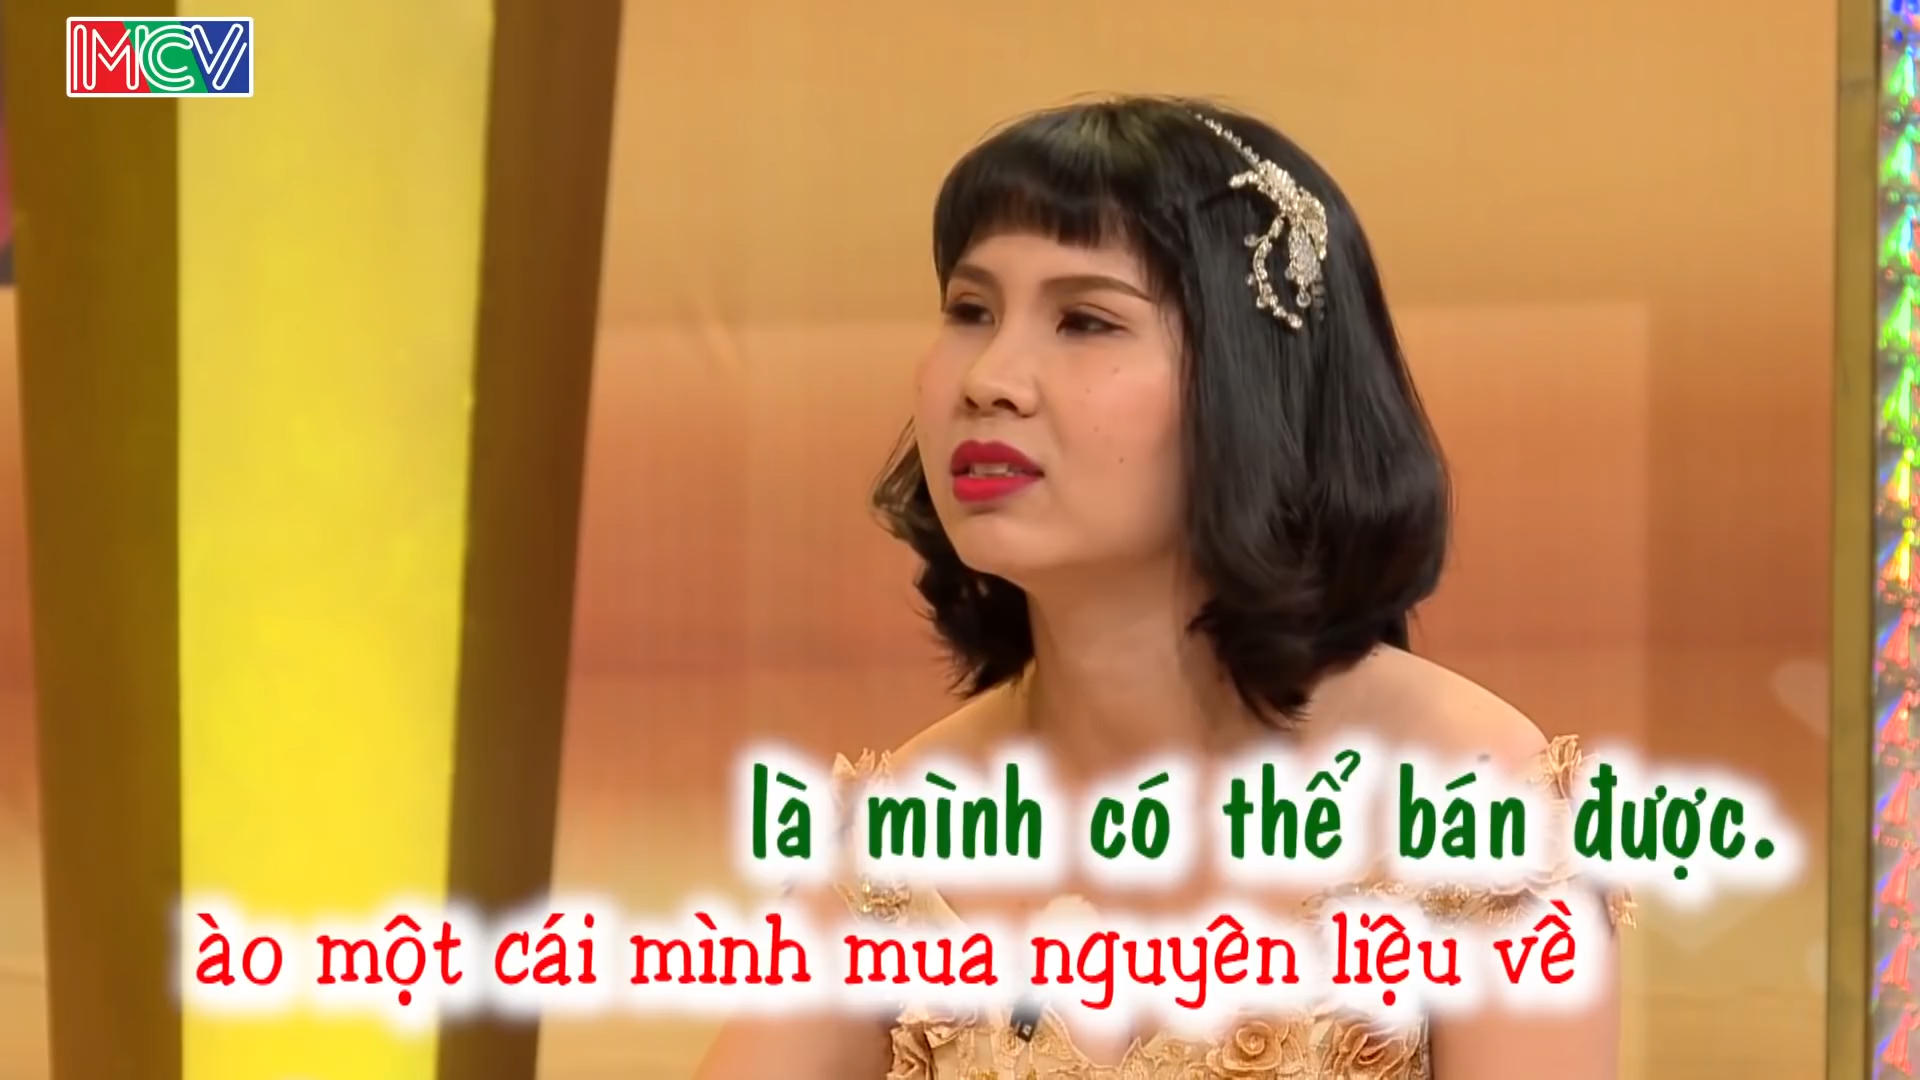 MCV
là mình có thể bán được.
ào một cái mình mua nguyên liệu về